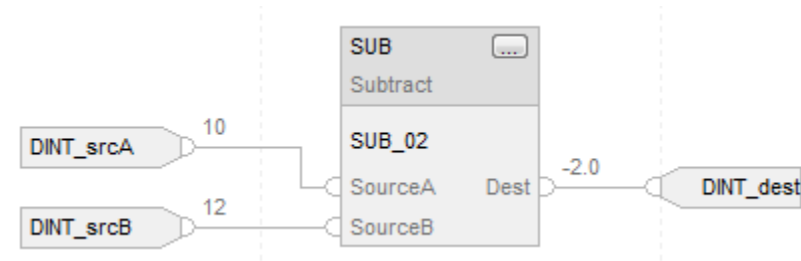 SUB ...
Subtract
10
DINT_srcA
SUB_02
-2.0
SourceA Dest
DINT_dest
12
DINT_srcB
SourceB